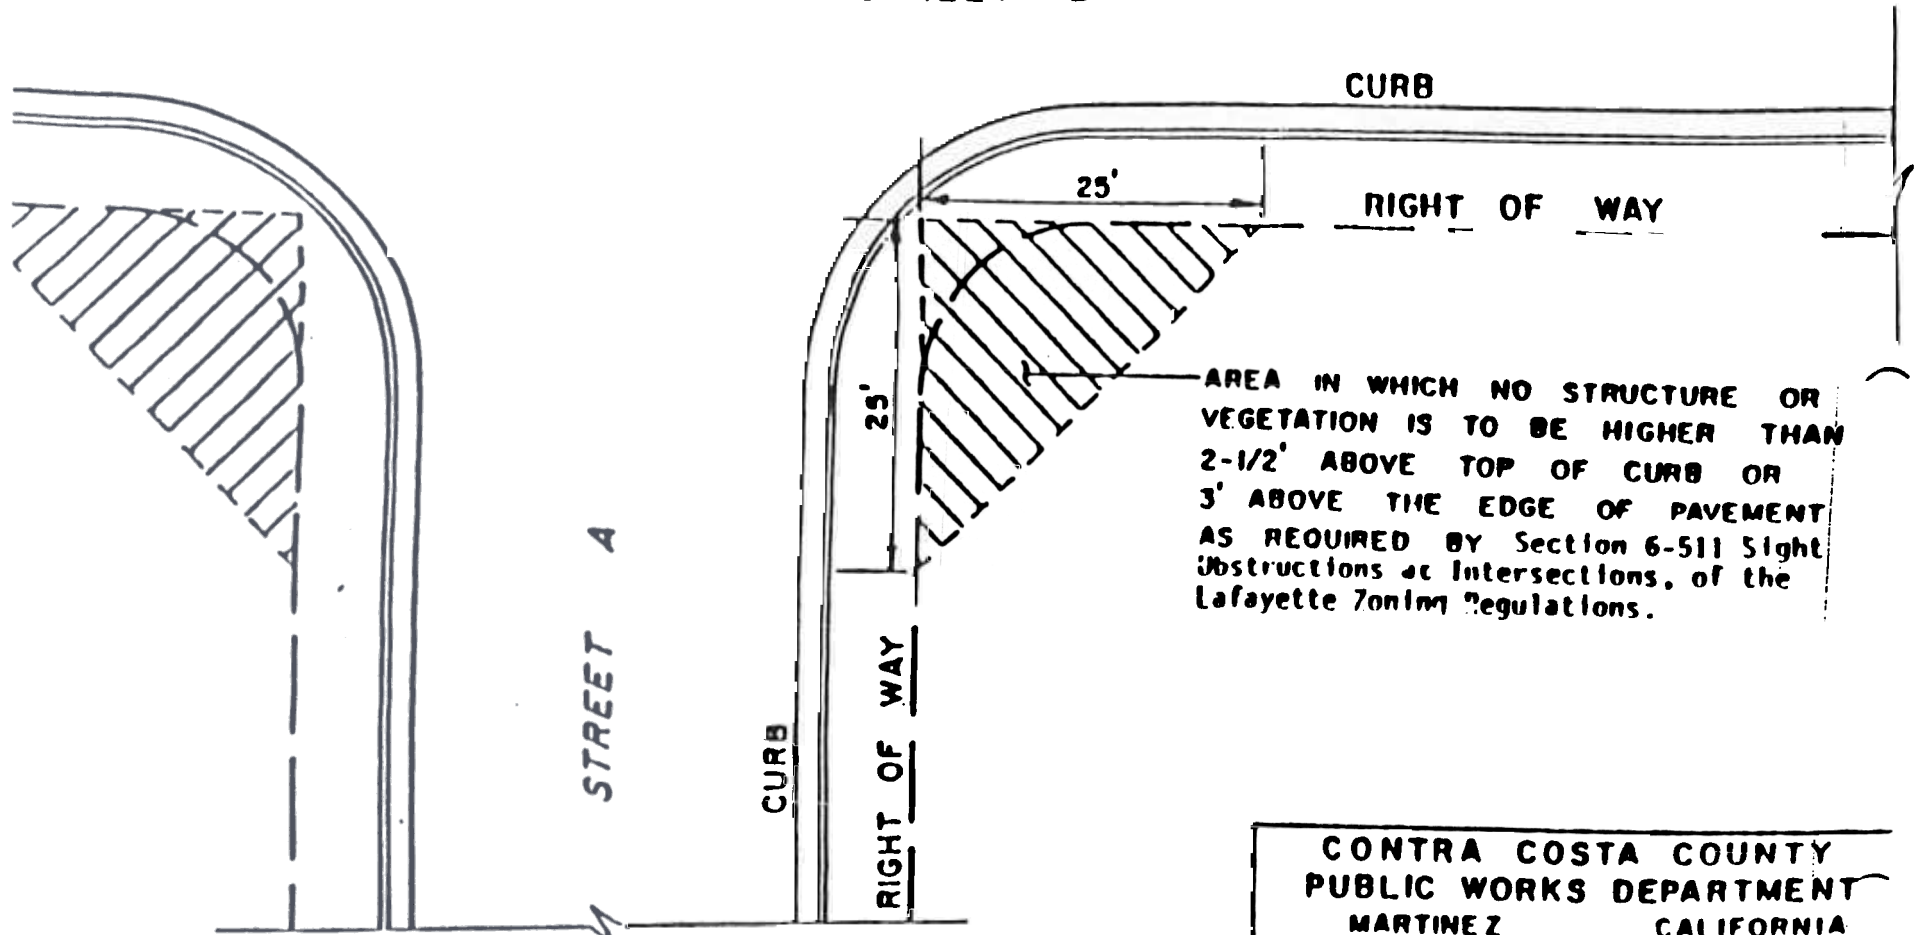 CURB
25'
RIGHT OF WAY
25'
AREA IN WHICH NO STRUCTURE OR
VEGETATION IS TO BE HIGHER THAN
2-1/2' ABOVE TOP OF CURB OR
3' ABOVE THE EDGE OF PAVEMENT
AS REQUIRED BY Section 6-511 Sight
Obstructions at Intersections, of the
Lafayette Zoning Regulations.
STREET A
CURB
RIGHT OF WAY
CONTRA COSTA COUNTY
PUBLIC WORKS DEPARTMENT
MARTINEZ CALIFORNIA